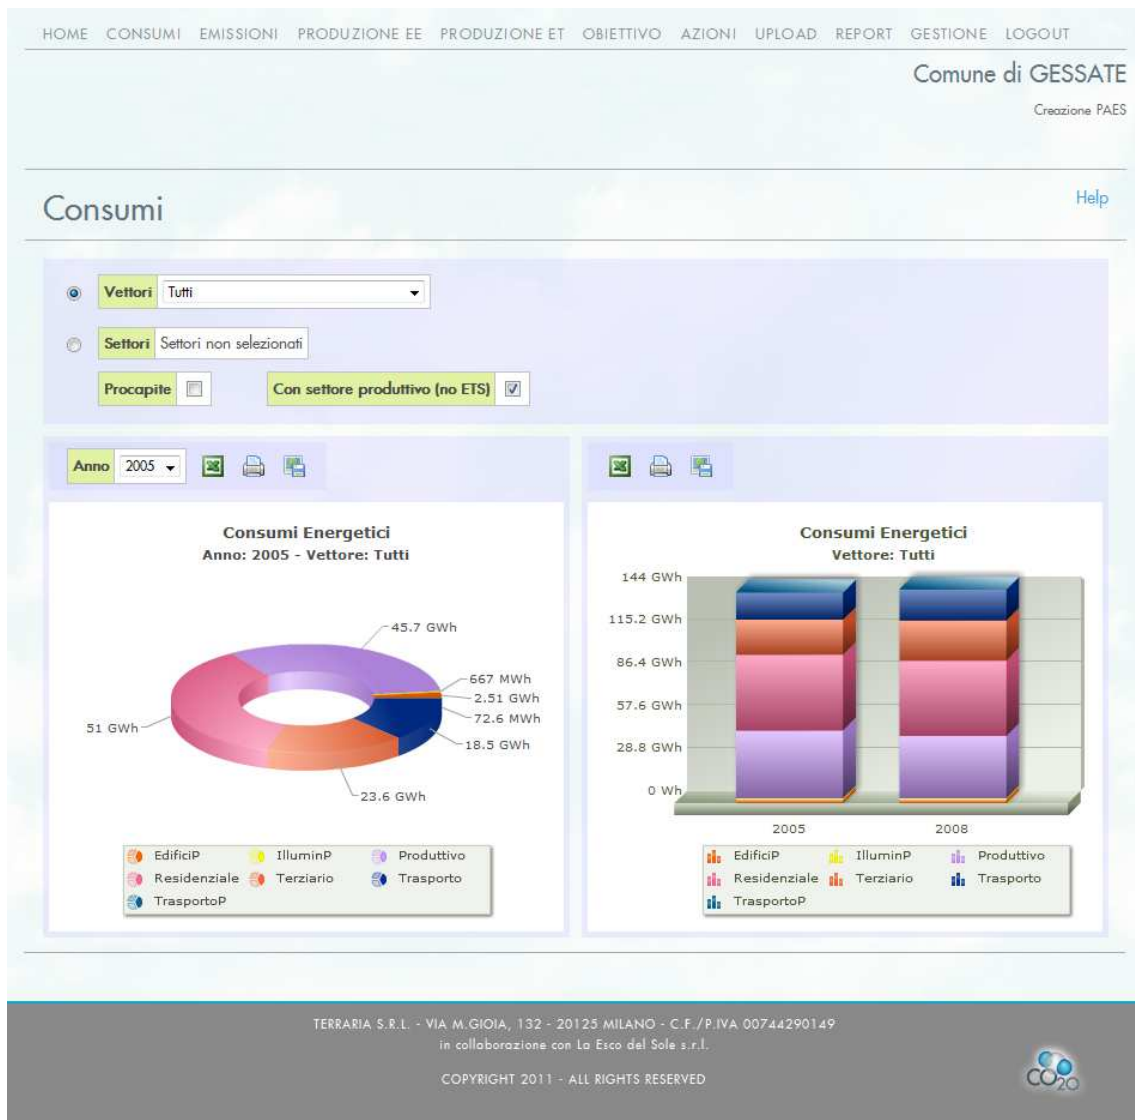 HOME CONSUMI EMISSIONI PRODUZIONE EE PRODUZIONE ET OBIETTIVO AZIONI UPLOAD REPORT GESTIONE LOGOUT
Comune di GESSATE
Creazione PAES
Consumi
Help
Vettori Tutti
Settori Settori non selezionati
Procapite Con settore produttivo (no ETS)
Anno 2005
Consumi Energetici
Anno: 2005 - Vettore: Tutti
45.7 GWh
667 MWh
2.51 GWh
72.6 MWh
18.5 GWh
51 GWh
23.6 GWh
EdificiP IlluminP Produttivo
Residenziale Terziario Trasporto
TrasportoP
Consumi Energetici
Vettore: Tutti
144 GWh
115.2 GWh
86.4 GWh
57.6 GWh
28.8 GWh
0 Wh
2005 2008
EdificiP IlluminP Produttivo
Residenziale Terziario Trasporto
TrasportoP
TERRARIA S.R.L. - VIA M.GIOIA, 132 - 20125 MILANO - C.F./P.IVA 00744290149
in collaborazione con La Esco del Sole s.r.l.
COPYRIGHT 2011 - ALL RIGHTS RESERVED
CO20